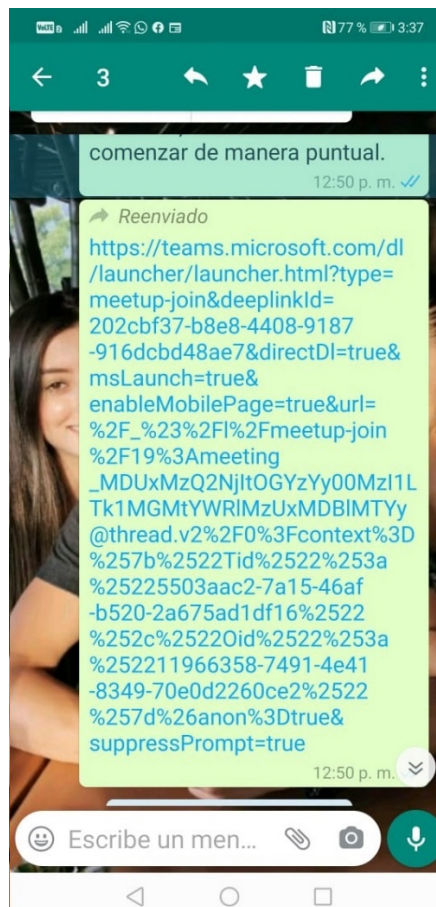 VoLTE
77 %
3:37
3
comenzar de manera puntual.
12:50 p. m.
Reenviado
https://teams.microsoft.com/dl
/launcher/launcher.html?type=
meetup-join&deeplinkId=
202cbf37-b8e8-4408-9187
-916dcbd48ae7&directDl=true&
msLaunch=true&
enableMobilePage=true&url=
%2F_%23%2Fl%2Fmeetup-join
%2F19%3Ameeting
_MDUxMzQ2NjItOGYzYy00MzI1L
Tk1MGMtYWRlMzUxMDBlMTYy
@thread.v2%2F0%3Fcontext%3D
%257b%2522Tid%2522%253a
%25225503aac2-7a15-46af
-b520-2a675ad1df16%2522
%252c%2522Oid%2522%253a
%252211966358-7491-4e41
-8349-70e0d2260ce2%2522
%257d%26anon%3Dtrue&
suppressPrompt=true
12:50 p. m.
Escribe un men...